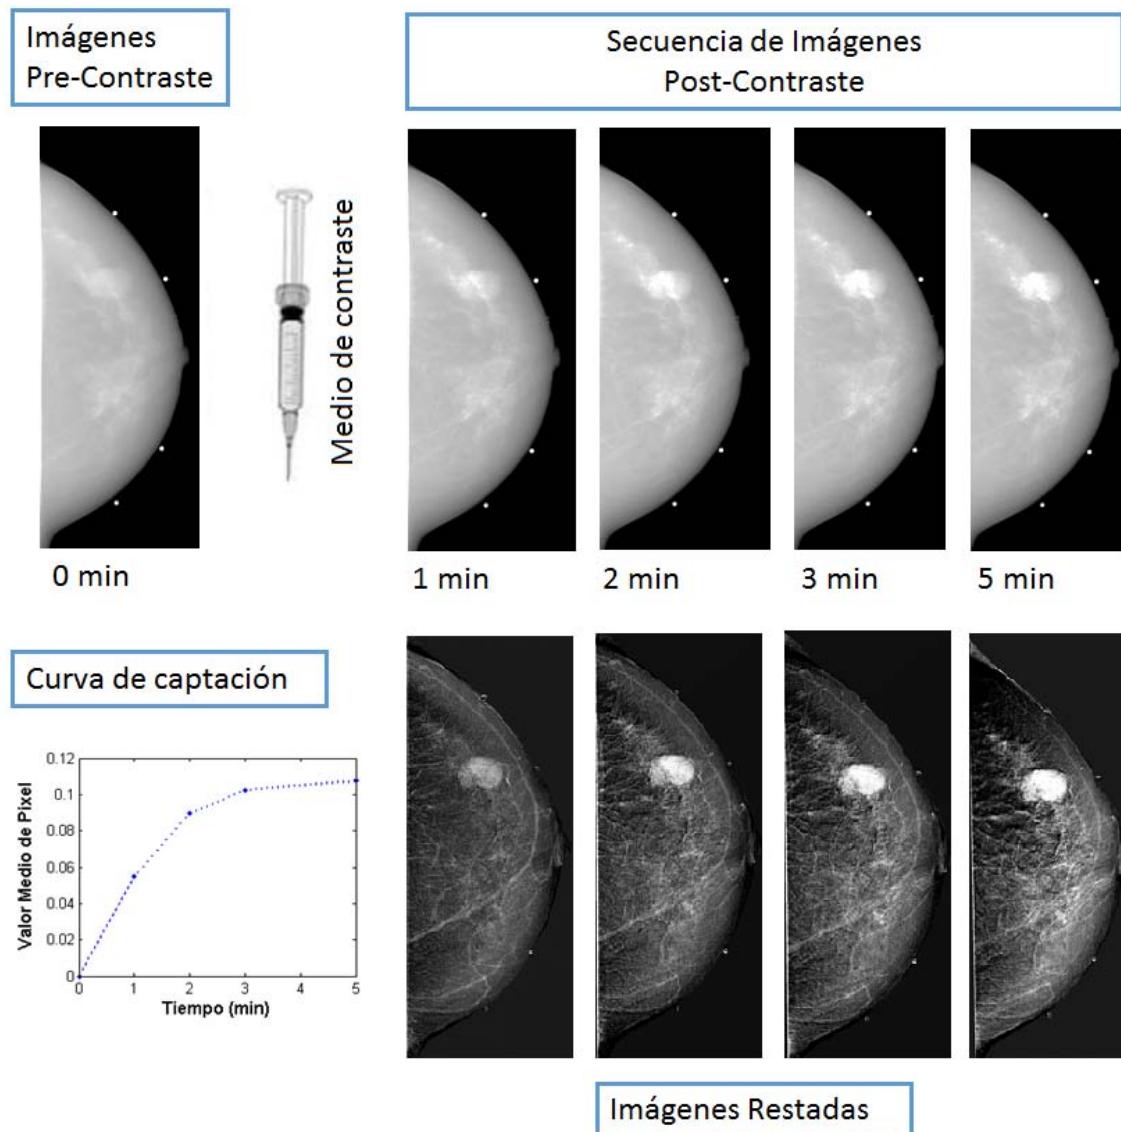 Imágenes
Pre-Contraste
Secuencia de Imágenes
Post-Contraste
Medio de contraste
0 min
1 min
2 min
3 min
5 min
Curva de captación
Valor Medio de Pixel
0.12
0.1
0.08
0.06
0.04
0.02
0
0 1 2 3 4 5
Tiempo (min)
Imágenes Restadas